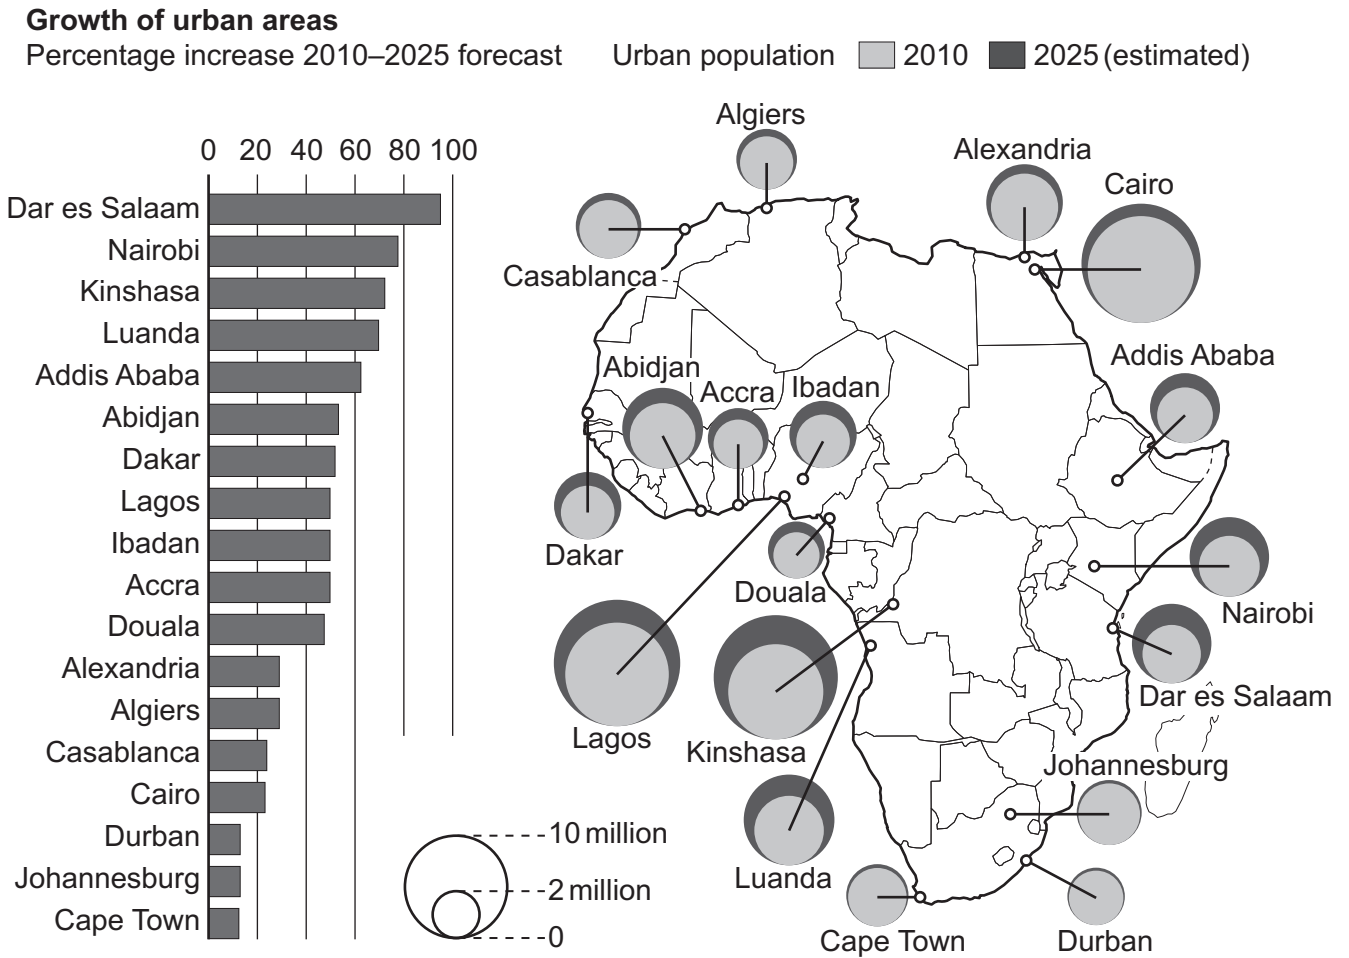 Growth of urban areas
Percentage increase 2010–2025 forecast
Urban population 2010 2025 (estimated)
0 20 40 60 80 100
Dar es Salaam
Nairobi
Kinshasa
Luanda
Addis Ababa
Abidjan
Dakar
Lagos
Ibadan
Accra
Douala
Alexandria
Algiers
Casablanca
Cairo
Durban
Johannesburg
Cape Town
10 million
2 million
0
Algiers
Alexandria
Cairo
Casablanca
Addis Ababa
Abidjan
Accra
Ibadan
Dakar
Douala
Nairobi
Dar es Salaam
Lagos
Kinshasa
Johannesburg
Luanda
Cape Town
Durban